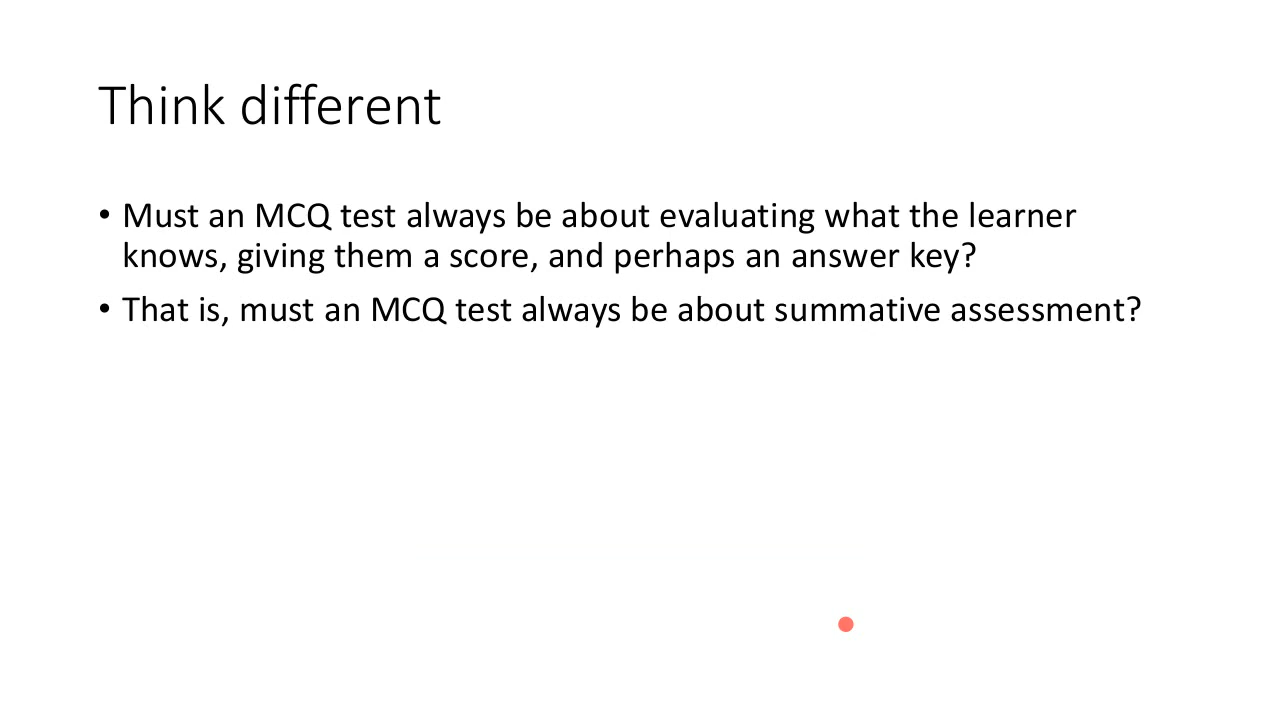 Think different
• Must an MCQ test always be about evaluating what the learner
knows, giving them a score, and perhaps an answer key?
• That is, must an MCQ test always be about summative assessment?